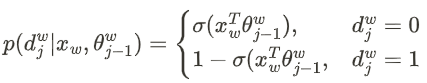 p(d_j^w|x_w, θ_{j-1}^w) = { σ(x_w^T θ_{j-1}^w), d_j^w = 0
1 − σ(x_w^T θ_{j-1}^w, d_j^w = 1